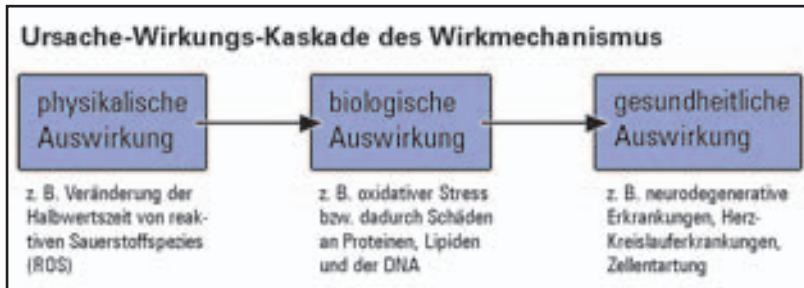 Ursache-Wirkungs-Kaskade des Wirkmechanismus
physikalische
Auswirkung
z. B. Veränderung der
Halbwertszeit von reak-
tiven Sauerstoffspezies
(ROS)
biologische
Auswirkung
z. B. oxidativer Stress
bzw. dadurch Schäden
an Proteinen, Lipiden
und der DNA
gesundheitliche
Auswirkung
z. B. neurodegenerative
Erkrankungen, Herz-
Kreislauferkrankungen,
Zellentartung